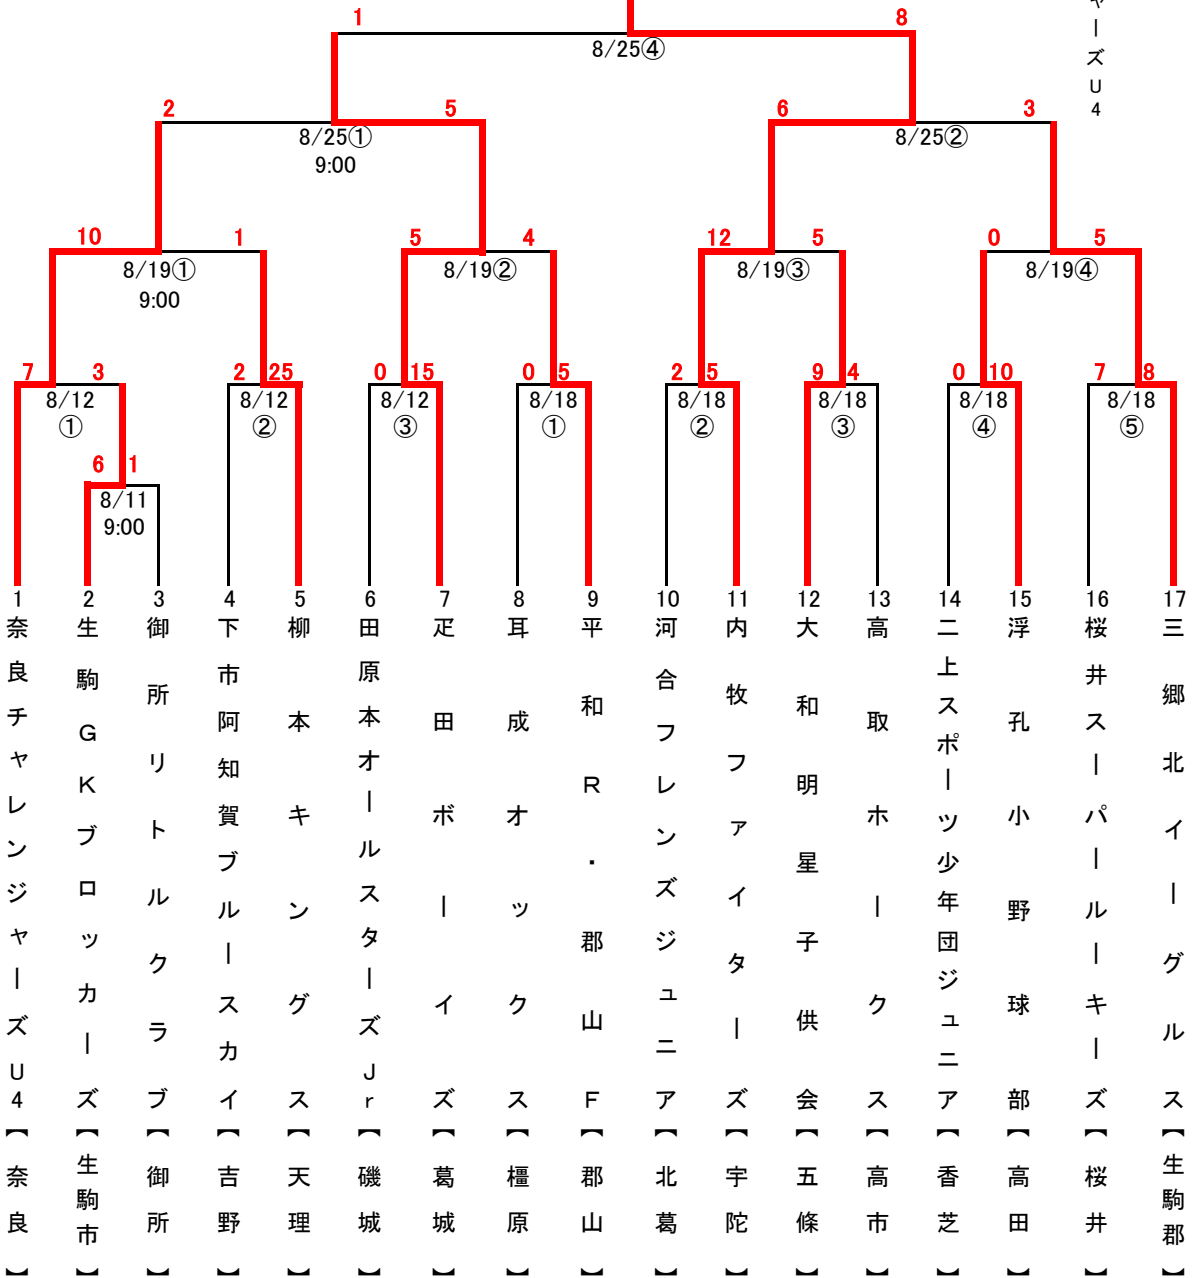 ャーズU4
1 8
8/25④
2 5 6 3
8/25① 8/25②
9:00
10 1 5 4 12 5 0 5
8/19① 8/19② 8/19③ 8/19④
9:00
7 3 2 25 0 15 0 5 2 5 9 4 0 10 7 8
8/12 8/12 8/12 8/18 8/18 8/18 8/18 8/18
① ② ③ ① ② ③ ④ ⑤
6 1
8/11
9:00
1 奈良チャレンジャーズU4【奈良】
2 生駒GKブロッカーズ【生駒市】
3 御所リトルクラブ【御所】
4 下市阿知賀ブルースカイ【吉野】
5 柳本キングス【天理】
6 田原本オールスターズJr【磯城】
7 疋田ボーイズ【葛城】
8 耳成オックス【橿原】
9 平和R・郡山F【郡山】
10 河合フレンズジュニア【北葛】
11 内牧ファイターズ【宇陀】
12 大和明星子供会【五條】
13 高取ホークス【高市】
14 二上スポーツ少年団ジュニア【香芝】
15 浮孔小野球部【高田】
16 桜井スーパールーキーズ【桜井】
17 三郷北イーグルス【生駒郡】